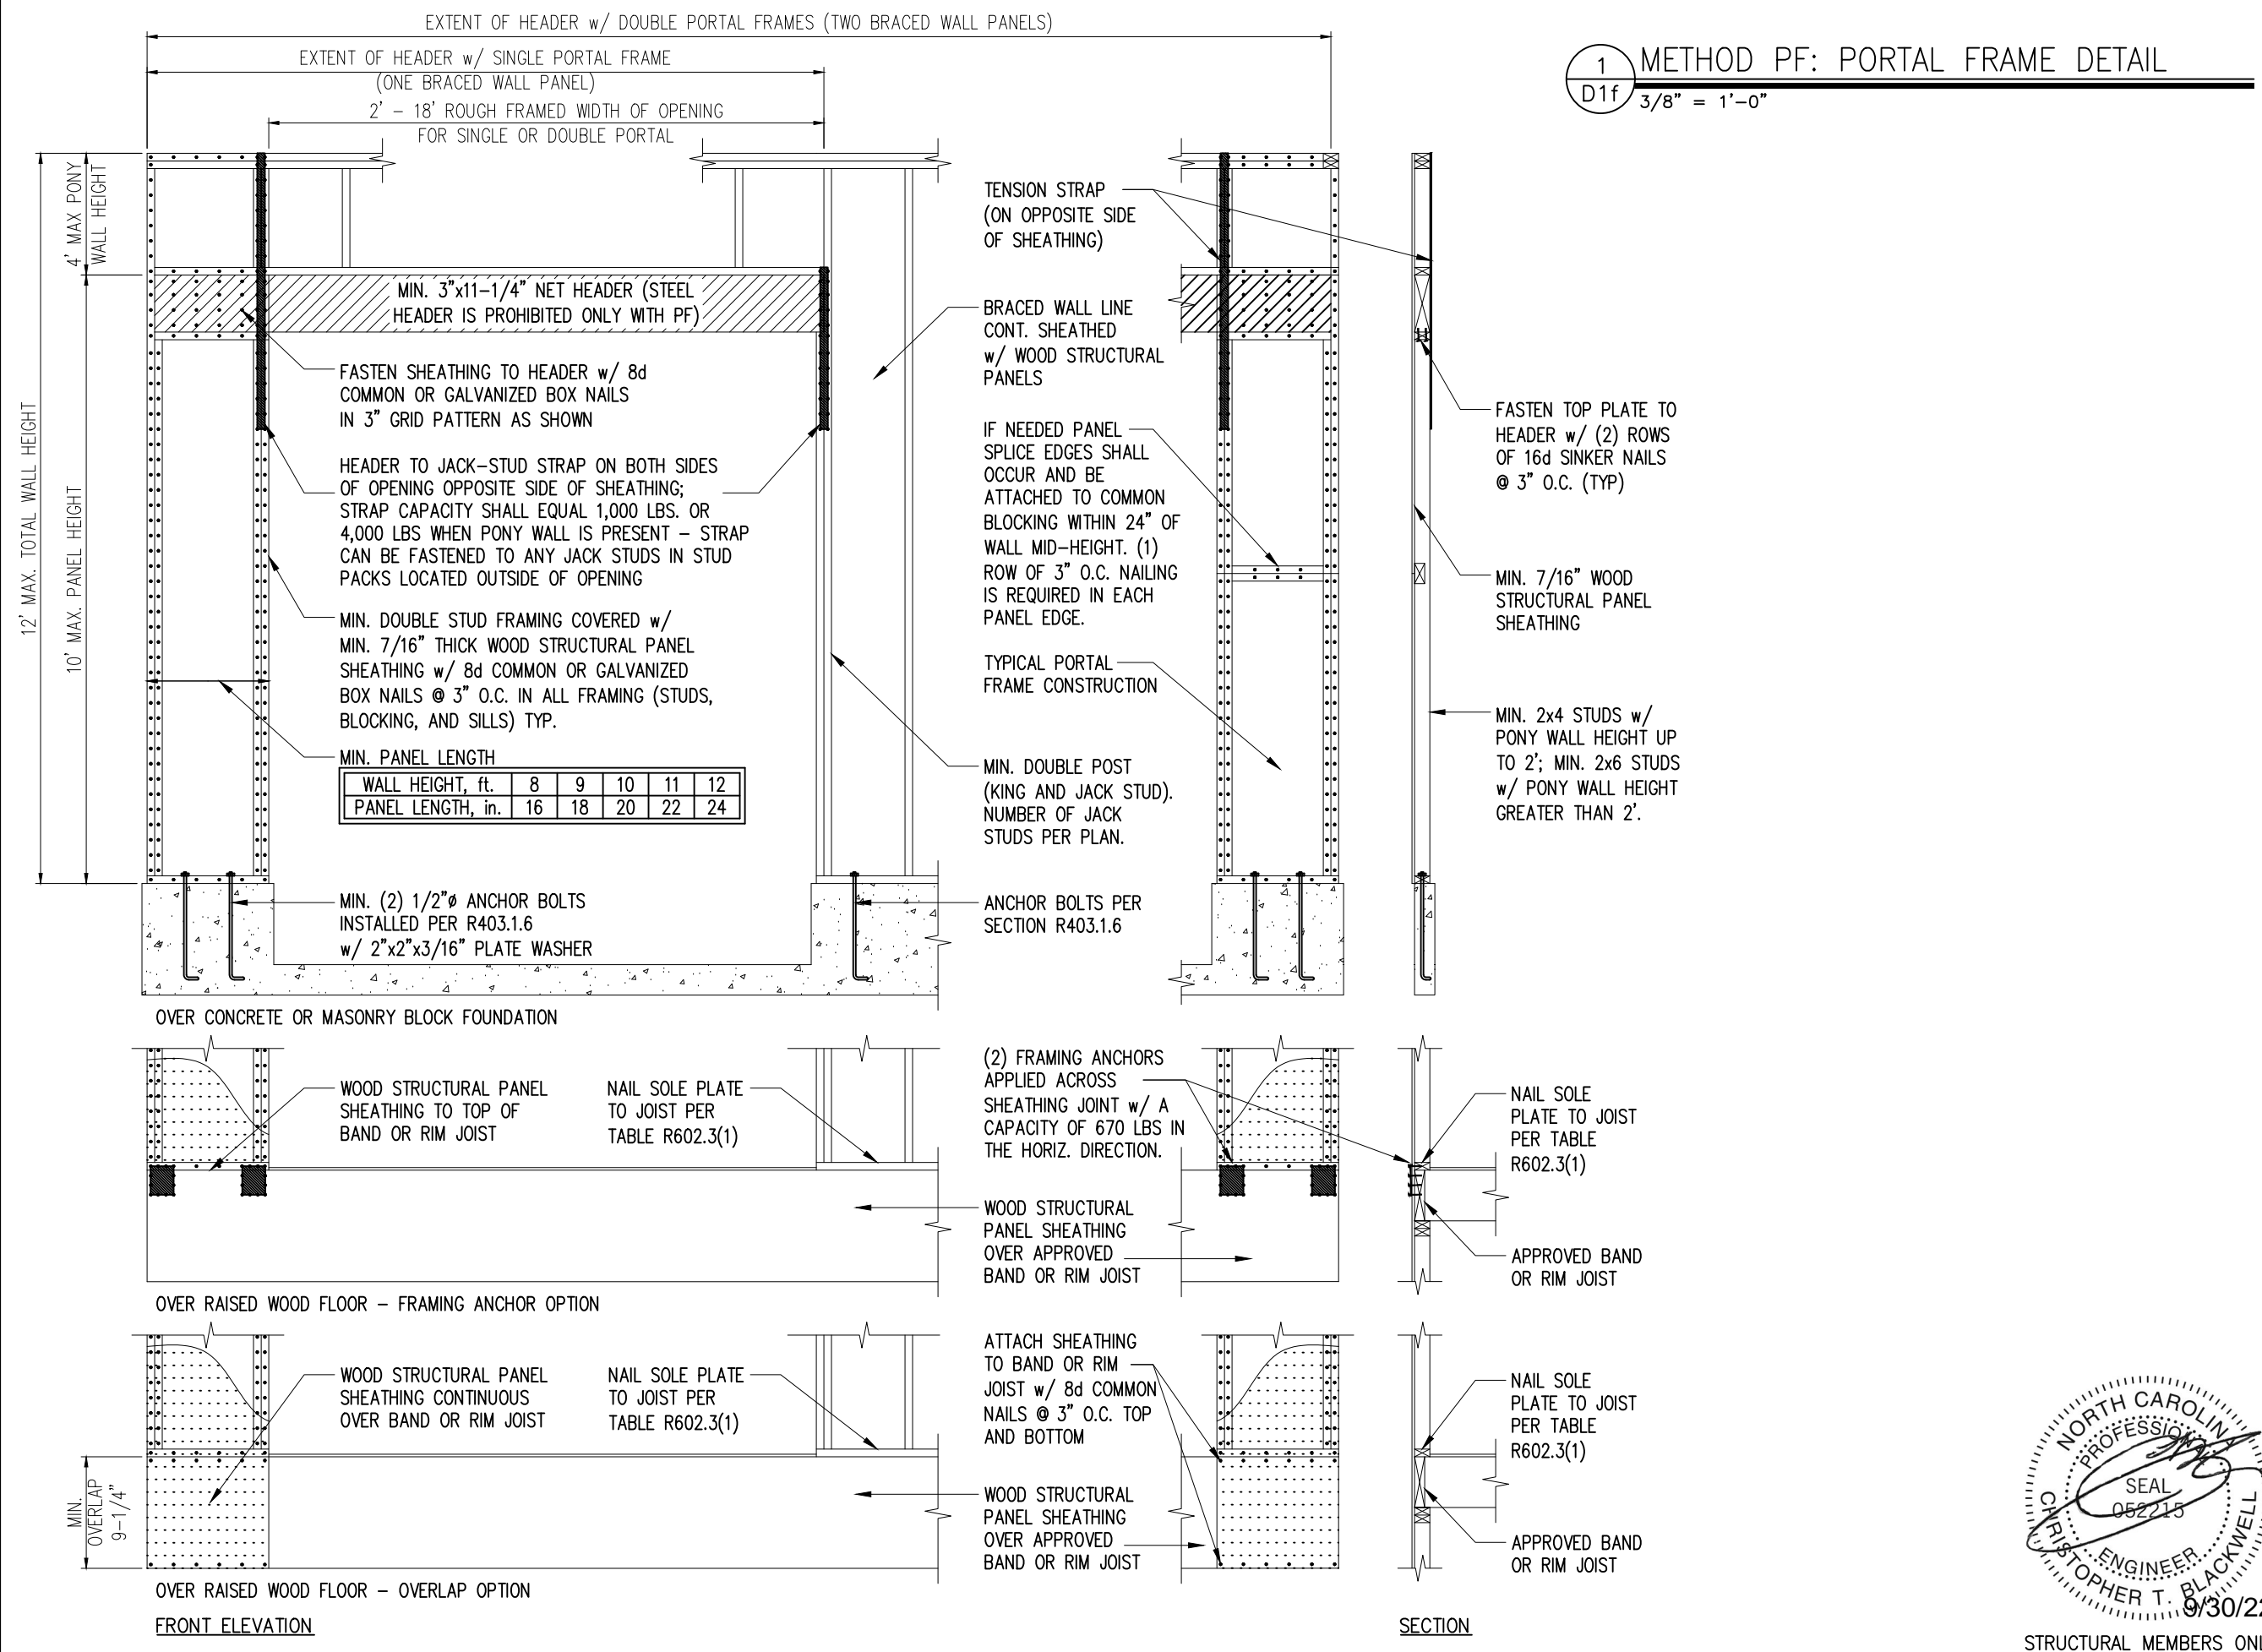 EXTENT OF HEADER w/ DOUBLE PORTAL FRAMES (TWO BRACED WALL PANELS)
EXTENT OF HEADER w/ SINGLE PORTAL FRAME
(ONE BRACED WALL PANEL)
2' - 18' ROUGH FRAMED WIDTH OF OPENING
FOR SINGLE OR DOUBLE PORTAL
1
D1f
METHOD PF: PORTAL FRAME DETAIL
3/8" = 1'-0"
12' MAX. TOTAL WALL HEIGHT
10' MAX. PANEL HEIGHT
4' MAX PONY
WALL HEIGHT
MIN. 3"x11-1/4" NET HEADER (STEEL
HEADER IS PROHIBITED ONLY WITH PF)
FASTEN SHEATHING TO HEADER w/ 8d
COMMON OR GALVANIZED BOX NAILS
IN 3" GRID PATTERN AS SHOWN
HEADER TO JACK-STUD STRAP ON BOTH SIDES
OF OPENING OPPOSITE SIDE OF SHEATHING;
STRAP CAPACITY SHALL EQUAL 1,000 LBS. OR
4,000 LBS WHEN PONY WALL IS PRESENT - STRAP
CAN BE FASTENED TO ANY JACK STUDS IN STUD
PACKS LOCATED OUTSIDE OF OPENING
MIN. DOUBLE STUD FRAMING COVERED w/
MIN. 7/16" THICK WOOD STRUCTURAL PANEL
SHEATHING w/ 8d COMMON OR GALVANIZED
BOX NAILS @ 3" O.C. IN ALL FRAMING (STUDS,
BLOCKING, AND SILLS) TYP.
MIN. PANEL LENGTH
WALL HEIGHT, ft. 8 9 10 11 12
PANEL LENGTH, in. 16 18 20 22 24
MIN. (2) 1/2"ø ANCHOR BOLTS
INSTALLED PER R403.1.6
w/ 2"x2"x3/16" PLATE WASHER
TENSION STRAP
(ON OPPOSITE SIDE
OF SHEATHING)
BRACED WALL LINE
CONT. SHEATHED
w/ WOOD STRUCTURAL
PANELS
IF NEEDED PANEL
SPLICE EDGES SHALL
OCCUR AND BE
ATTACHED TO COMMON
BLOCKING WITHIN 24" OF
WALL MID-HEIGHT. (1)
ROW OF 3" O.C. NAILING
IS REQUIRED IN EACH
PANEL EDGE.
TYPICAL PORTAL
FRAME CONSTRUCTION
MIN. DOUBLE POST
(KING AND JACK STUD).
NUMBER OF JACK
STUDS PER PLAN.
ANCHOR BOLTS PER
SECTION R403.1.6
FASTEN TOP PLATE TO
HEADER w/ (2) ROWS
OF 16d SINKER NAILS
@ 3" O.C. (TYP)
MIN. 7/16" WOOD
STRUCTURAL PANEL
SHEATHING
MIN. 2x4 STUDS w/
PONY WALL HEIGHT UP
TO 2'; MIN. 2x6 STUDS
w/ PONY WALL HEIGHT
GREATER THAN 2'.
OVER CONCRETE OR MASONRY BLOCK FOUNDATION
WOOD STRUCTURAL PANEL
SHEATHING TO TOP OF
BAND OR RIM JOIST
NAIL SOLE PLATE
TO JOIST PER
TABLE R602.3(1)
(2) FRAMING ANCHORS
APPLIED ACROSS
SHEATHING JOINT w/ A
CAPACITY OF 670 LBS IN
THE HORIZ. DIRECTION.
WOOD STRUCTURAL
PANEL SHEATHING
OVER APPROVED
BAND OR RIM JOIST
NAIL SOLE
PLATE TO JOIST
PER TABLE
R602.3(1)
APPROVED BAND
OR RIM JOIST
OVER RAISED WOOD FLOOR - FRAMING ANCHOR OPTION
WOOD STRUCTURAL PANEL
SHEATHING CONTINUOUS
OVER BAND OR RIM JOIST
NAIL SOLE PLATE
TO JOIST PER
TABLE R602.3(1)
ATTACH SHEATHING
TO BAND OR RIM
JOIST w/ 8d COMMON
NAILS @ 3" O.C. TOP
AND BOTTOM
WOOD STRUCTURAL
PANEL SHEATHING
OVER APPROVED
BAND OR RIM JOIST
NAIL SOLE
PLATE TO JOIST
PER TABLE
R602.3(1)
APPROVED BAND
OR RIM JOIST
MIN.
OVERLAP
9-1/4"
OVER RAISED WOOD FLOOR - OVERLAP OPTION
FRONT ELEVATION
SECTION
NORTH CAROLINA
PROFESSIONAL
SEAL
052215
ENGINEER
CHRISTOPHER T. BLACKWELL
9/30/22
STRUCTURAL MEMBERS